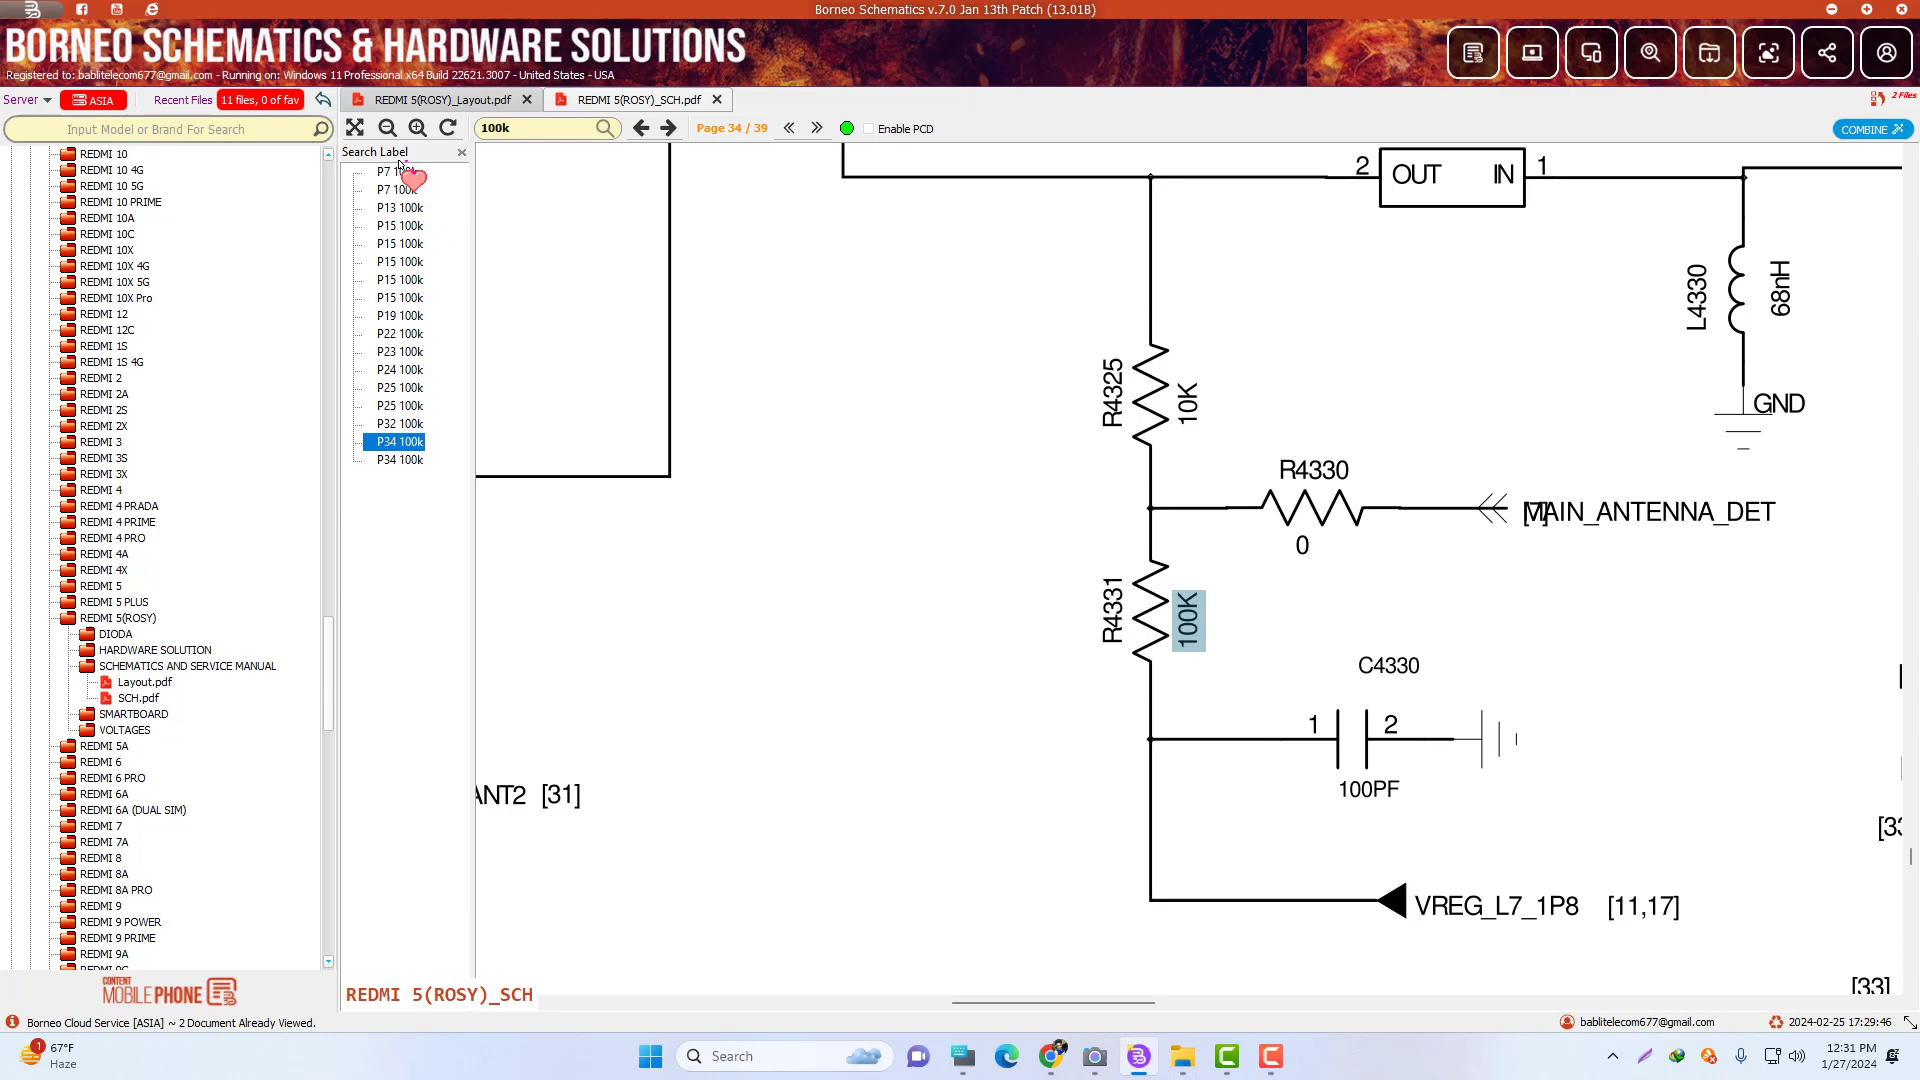 Borneo Schematics v.7.0 Jan 13th Patch (13.01B)
BORNEO SCHEMATICS & HARDWARE SOLUTIONS
Registered to: bablitelecom677@gmail.com - Running on: Windows 11 Professional x64 Build 22621.3007 - United States - USA
Server
ASIA
Recent Files
11 files, 0 of fav
REDMI 5(ROSY)_Layout.pdf
REDMI 5(ROSY)_SCH.pdf
2 Files
Input Model or Brand For Search
100k
Page 34 / 39
Enable PCD
COMBINE
REDMI 10
REDMI 10 4G
REDMI 10 5G
REDMI 10 PRIME
REDMI 10A
REDMI 10C
REDMI 10X
REDMI 10X 4G
REDMI 10X 5G
REDMI 10X Pro
REDMI 12
REDMI 12C
REDMI 1S
REDMI 1S 4G
REDMI 2
REDMI 2A
REDMI 2S
REDMI 2X
REDMI 3
REDMI 3S
REDMI 3X
REDMI 4
REDMI 4 PRADA
REDMI 4 PRIME
REDMI 4 PRO
REDMI 4A
REDMI 4X
REDMI 5
REDMI 5 PLUS
REDMI 5(ROSY)
DIODA
HARDWARE SOLUTION
SCHEMATICS AND SERVICE MANUAL
Layout.pdf
SCH.pdf
SMARTBOARD
VOLTAGES
REDMI 5A
REDMI 6
REDMI 6 PRO
REDMI 6A
REDMI 6A (DUAL SIM)
REDMI 7
REDMI 7A
REDMI 8
REDMI 8A
REDMI 8A PRO
REDMI 9
REDMI 9 POWER
REDMI 9 PRIME
REDMI 9A
REDMI 9C
CONTENT
MOBILE PHONE
Search Label
P7 100k
P7 100k
P13 100k
P15 100k
P15 100k
P15 100k
P15 100k
P15 100k
P19 100k
P22 100k
P23 100k
P24 100k
P25 100k
P25 100k
P32 100k
P34 100k
P34 100k
2 OUT IN 1
L4330
68nH
GND
R4325
10K
R4330
0
[7]
MAIN_ANTENNA_DET
R4331
100K
C4330
1 2
100PF
ANT2 [31]
[33
VREG_L7_1P8 [11,17]
[33]
REDMI 5(ROSY)_SCH
Borneo Cloud Service [ASIA] ~ 2 Document Already Viewed.
bablitelecom677@gmail.com
2024-02-25 17:29:46
1
67°F
Haze
Search
12:31 PM
1/27/2024